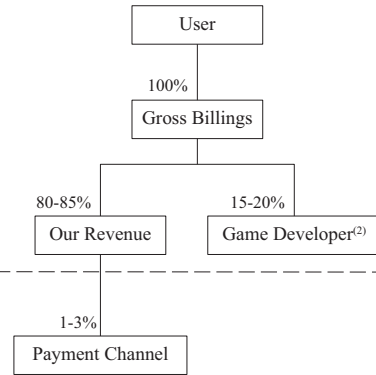 User
100%
Gross Billings
80-85%
15-20%
Our Revenue
Game Developer(2)
1-3%
Payment Channel